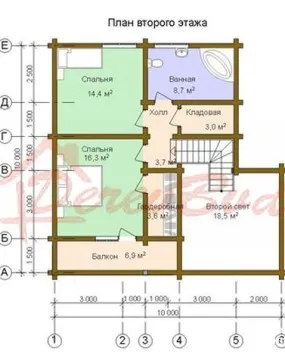 План второго этажа
Е
Д
Г
В
Б
А
2 500
1 500
1 500
3 000
1 500
10 000
Спальня
14,4 м²
Ванная
8,7 м²
Холл
Кладовая
3,0 м²
Спальня
16,3 м²
3,7 м²
Гардеробная
3,6 м²
Второй свет
18,5 м²
Балкон 6,9 м²
3 000
1 000
1 000
3 000
2 000
10 000
1
2
3
4
5
6